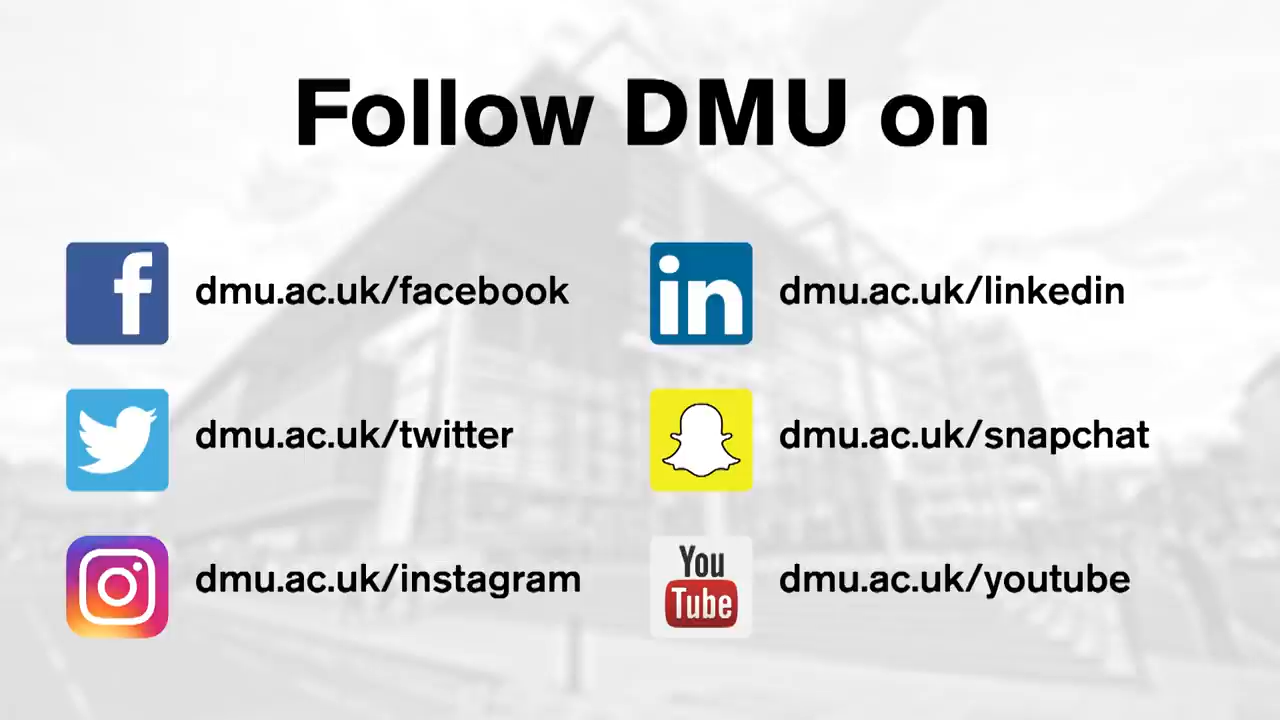 Follow DMU on
f dmu.ac.uk/facebook
in dmu.ac.uk/linkedin
dmu.ac.uk/twitter
dmu.ac.uk/snapchat
dmu.ac.uk/instagram
You
Tube
dmu.ac.uk/youtube